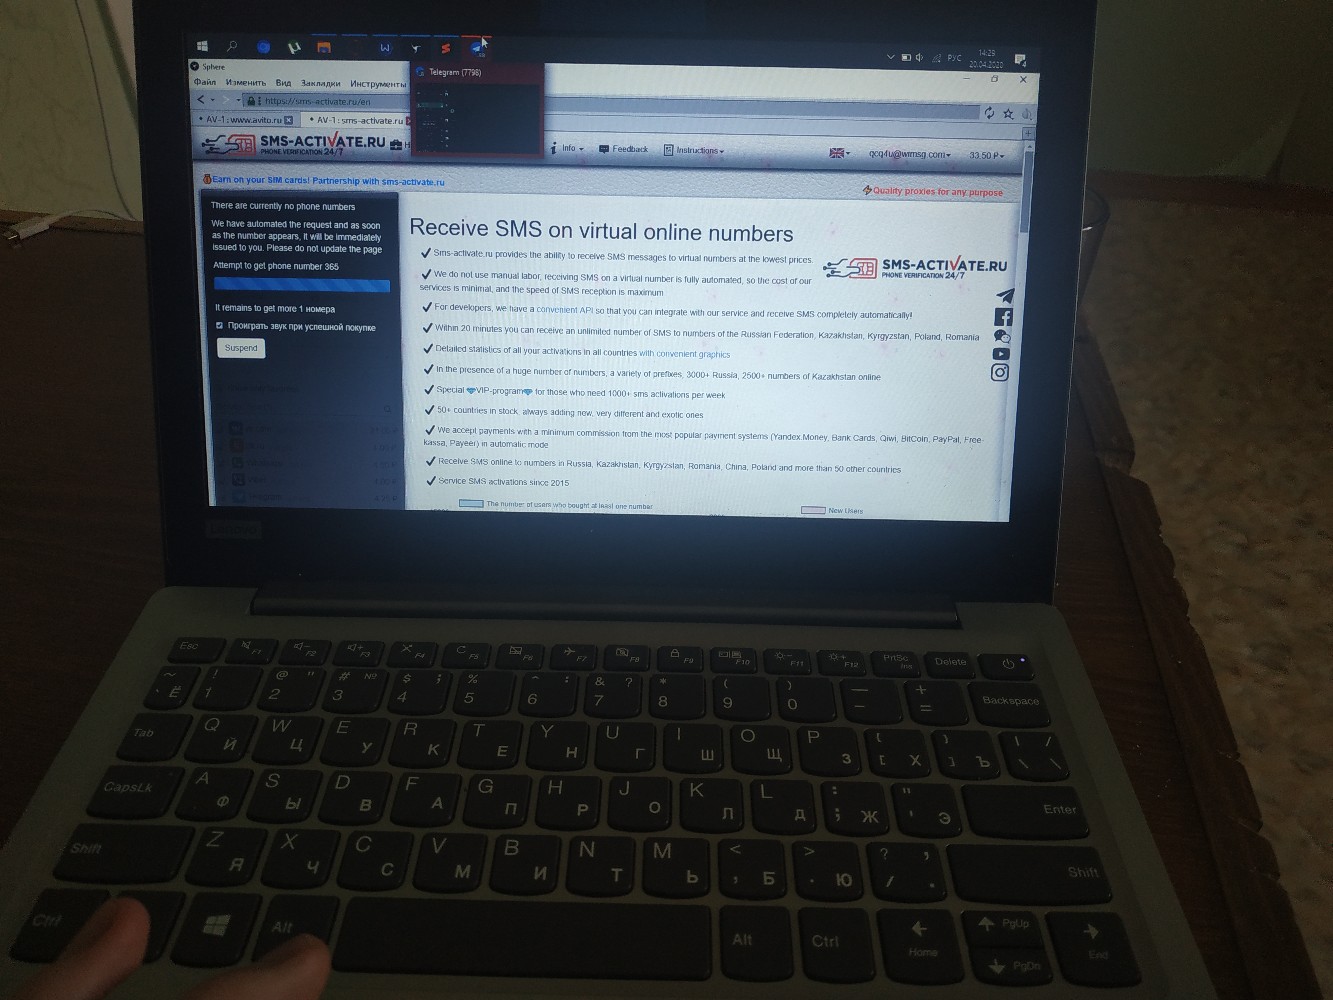 14:29
РУС
20.04.2020
Sphere
Telegram (7798)
Файл Изменить Вид Закладки Инструменты
https://sms-activate.ru/en
AV-1: www.avito.ru
AV-1: sms-activate.ru
SMS-ACTIVATE.RU
PHONE VERIFICATION 24/7
Info
Feedback
Instructions
qoq4u@wrmsg.com
33.50 Р
Earn on your SIM cards! Partnership with sms-activate.ru
Quality proxies for any purpose
There are currently no phone numbers
We have automated the request and as soon
as the number appears, it will be immediately
issued to you. Please do not update the page
Attempt to get phone number 365
It remains to get more 1 номера
Проиграть звук при успешной покупке
Suspend
Receive SMS on virtual online numbers
Sms-activate.ru provides the ability to receive SMS messages to virtual numbers at the lowest prices.
We do not use manual labor, receiving SMS on a virtual number is fully automated, so the cost of our
services is minimal, and the speed of SMS reception is maximum
SMS-ACTIVATE.RU
PHONE VERIFICATION 24/7
For developers, we have a convenient API so that you can integrate with our service and receive SMS completely automatically!
Within 20 minutes you can receive an unlimited number of SMS to numbers of the Russian Federation, Kazakhstan, Kyrgyzstan, Poland, Romania
Detailed statistics of all your activations in all countries with convenient graphics
In the presence of a huge number of numbers, a variety of prefixes, 3000+ Russia, 2500+ numbers of Kazakhstan online
Special VIP-program for those who need 1000+ sms activations per week
50+ countries in stock, always adding new, very different and exotic ones
We accept payments with a minimum commission from the most popular payment systems (Yandex.Money, Bank Cards, Qiwi, BitCoin, PayPal, Free-
kassa, Payeer) in automatic mode
Receive SMS online to numbers in Russia, Kazakhstan, Kyrgyzstan, Romania, China, Poland and more than 50 other countries
Service SMS activations since 2015
The number of users who bought at least one number
New Users
Lenovo
Esc F1 F2 F3 F4 F5 F6 F7 F8 F9 F10 F11 F12 PrtSc Ins Delete
~ ` Ё ! 1 @ " 2 # № 3 $ ; 4 % 5 ^ : 6 & ? 7 * 8 ( 9 ) 0 — - + = Backspace
Tab Q Й W Ц E У R К T Е Y Н U Г I Ш O Щ P З { [ Х } ] Ъ | \ / \
CapsLk A Ф S Ы D В F А G П H Р J О K Л L Д : ; Ж " ' Э Enter
Shift Z Я X Ч C С V М B И N Т M Ь < , Б > . Ю ? / , . Shift
Ctrl Alt Alt Ctrl Home PgUp PgDn End